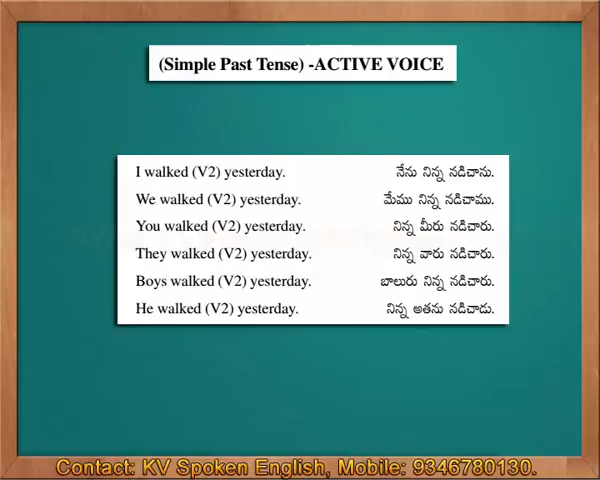 (Simple Past Tense) -ACTIVE VOICE
I walked (V2) yesterday. నేను నిన్న నడిచాను.
We walked (V2) yesterday. మేము నిన్న నడిచాము.
You walked (V2) yesterday. నిన్న మీరు నడిచారు.
They walked (V2) yesterday. నిన్న వారు నడిచారు.
Boys walked (V2) yesterday. బాలురు నిన్న నడిచారు.
He walked (V2) yesterday. నిన్న అతను నడిచాడు.
Contact: KV Spoken English, Mobile: 9346780130.